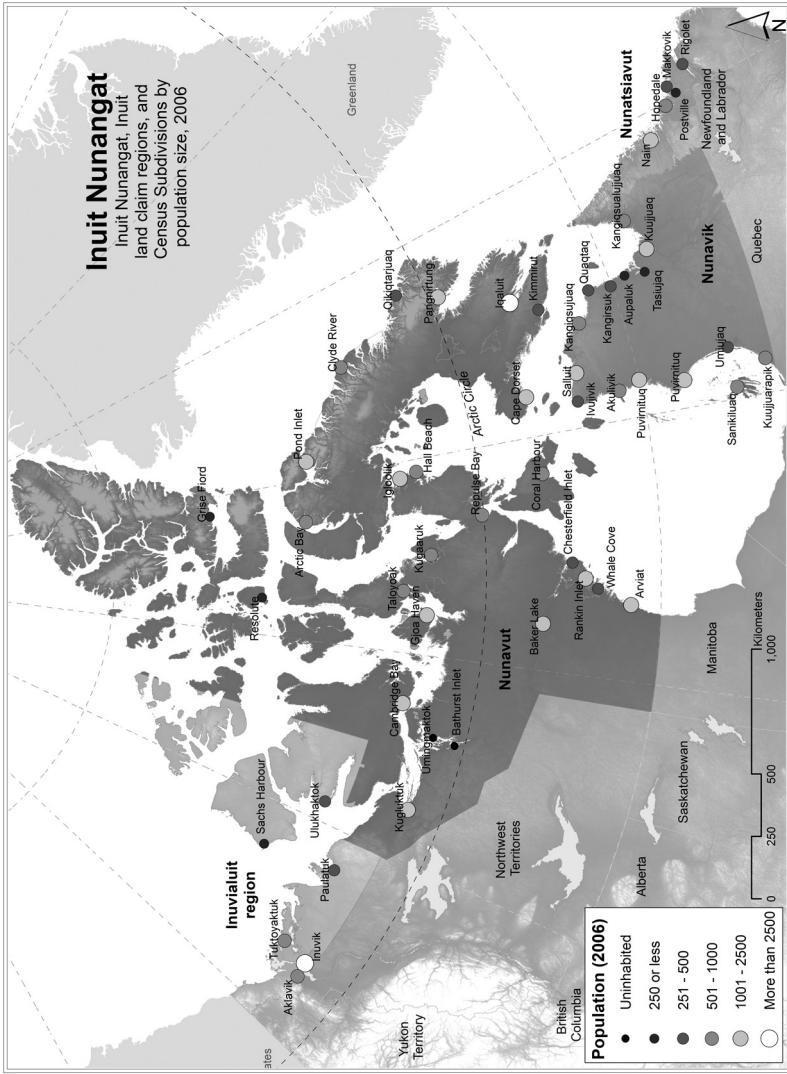 Inuit Nunangat
Inuit Nunangat, Inuit
land claim regions, and
Census Subdivisions by
population size, 2006
Greenland
Grise Fiord
Resolute
Pond Inlet
Arctic Bay
Clyde River
Qikiqtarjuaq
Pangnirtung
Iqaluit
Kimmirut
Cape Dorset
Igloolik
Hall Beach
Repulse Bay
Arctic Circle
Coral Harbour
Chesterfield Inlet
Rankin Inlet
Whale Cove
Arviat
Baker Lake
Kugaaruk
Taloyoak
Gjoa Haven
Cambridge Bay
Umingmaktok
Bathurst Inlet
Kugluktuk
Nunavut
Sachs Harbour
Ulukhaktok
Paulatuk
Inuvialuit
region
Tuktoyaktuk
Inuvik
Aklavik
ates
Yukon
Territory
British
Columbia
Northwest
Territories
Alberta
Saskatchewan
Manitoba
Salluit
Ivujivik
Akulivik
Puvirnituq
Puvirnituq
Umiujaq
Sanikiluaq
Kuujjuarapik
Kangiqsujuaq
Quaqtaq
Kangirsuk
Aupaluk
Tasiujaq
Kuujjuaq
Kangiqsualujjuaq
Nunavik
Quebec
Nunatsiavut
Nain
Hopedale
Postville
Makkovik
Rigolet
Newfoundland
and Labrador
N
Population (2006)
Uninhabited
250 or less
251 - 500
501 - 1000
1001 - 2500
More than 2500
0 250 500 1,000
Kilometers